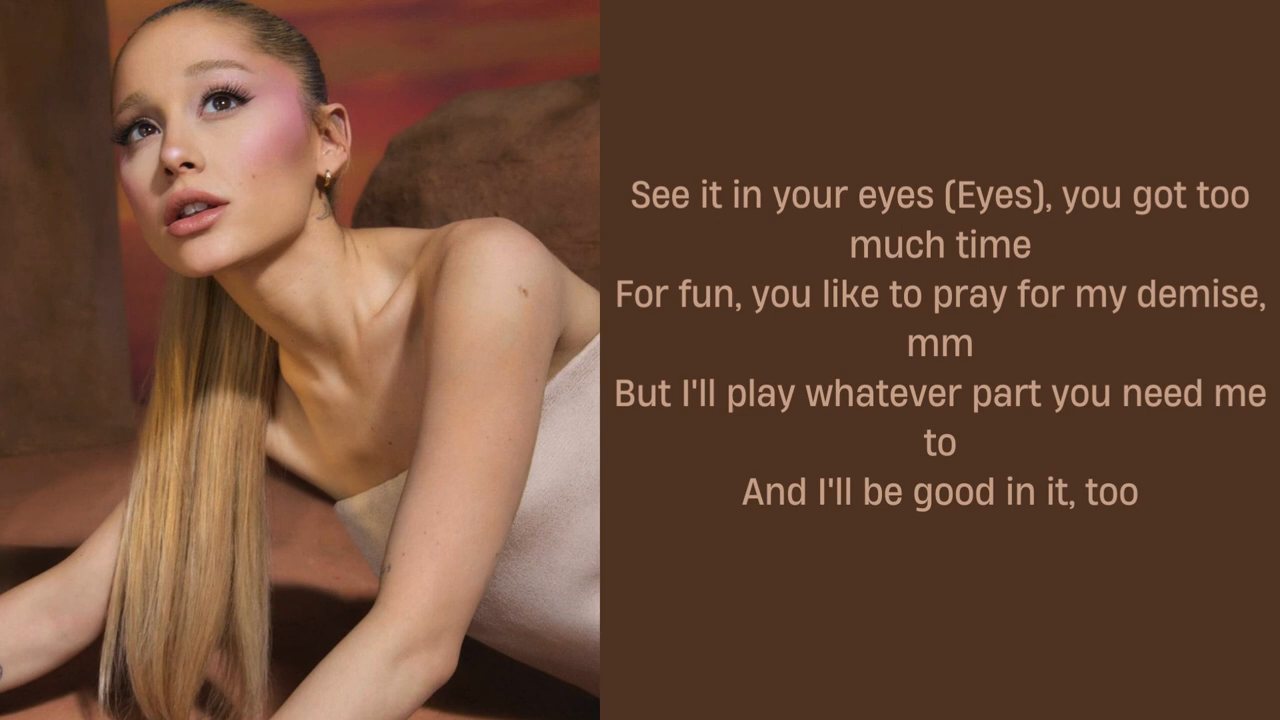 See it in your eyes (Eyes), you got too
much time
For fun, you like to pray for my demise,
mm
But I'll play whatever part you need me
to
And I'll be good in it, too